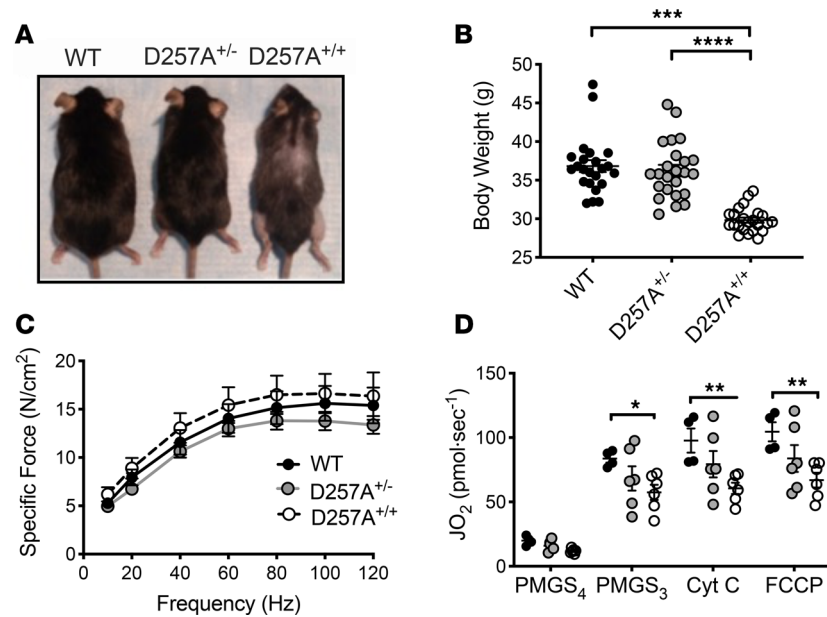 A
WT D257A+/- D257A+/+
B
*** 
****
Body Weight (g)
50
45
40
35
30
25
WT
D257A+/-
D257A+/+
C
Specific Force (N/cm2)
20
15
10
5
0
WT
D257A+/-
D257A+/+
0 20 40 60 80 100 120
Frequency (Hz)
D
JO2 (pmol·sec-1)
150
100
50
0
* ** **
PMGS4 PMGS3 Cyt C FCCP